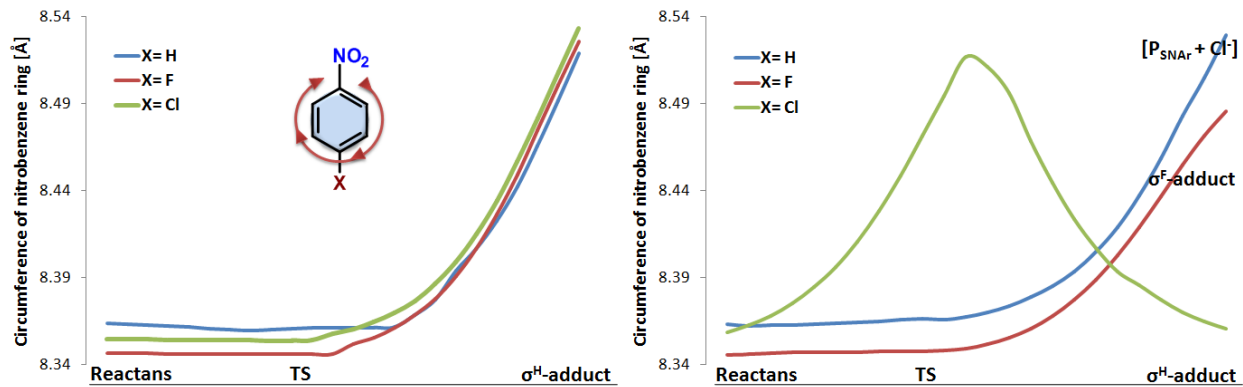 Circumference of nitrobenzene ring [Å]
8.54
8.49
8.44
8.39
8.34
X= H
X= F
X= Cl
NO₂
X
Reactans TS σᴴ-adduct
Circumference of nitrobenzene ring [Å]
8.54
8.49
8.44
8.39
8.34
X= H
X= F
X= Cl
[P_SNAr + Cl⁻]
σᶠ-adduct
Reactans TS σᴴ-adduct